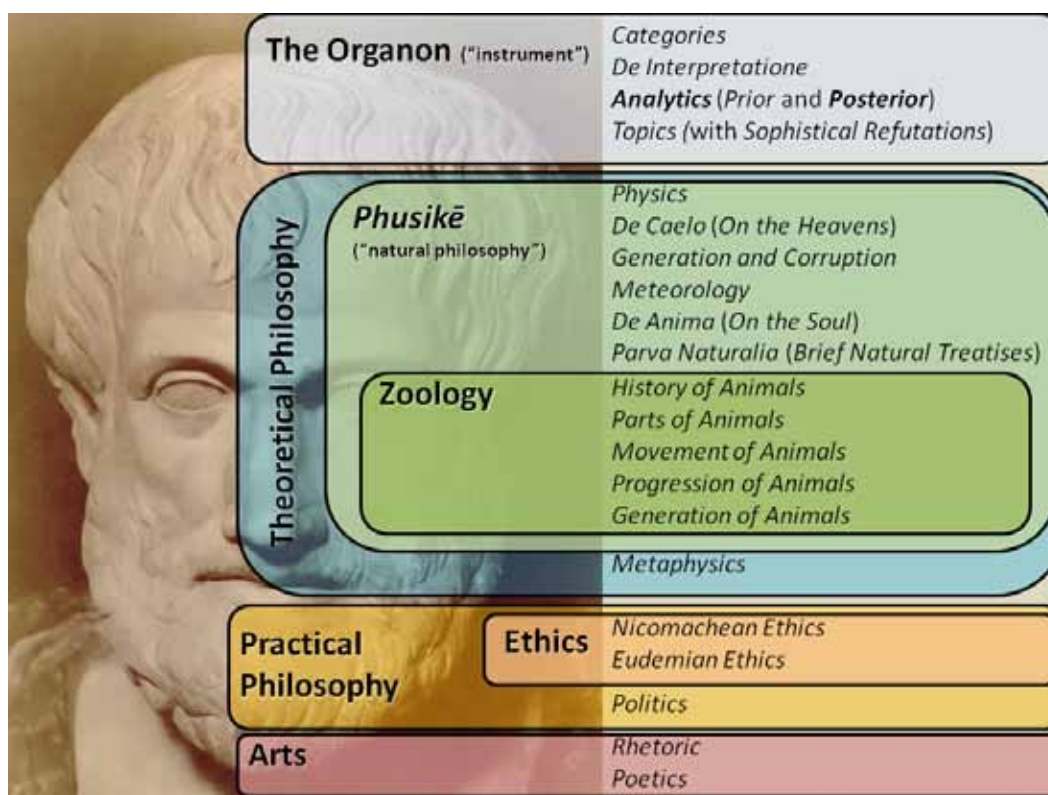 The Organon ("instrument")
Categories
De Interpretatione
Analytics (Prior and Posterior)
Topics (with Sophistical Refutations)
Theoretical Philosophy
Phusikē
("natural philosophy")
Physics
De Caelo (On the Heavens)
Generation and Corruption
Meteorology
De Anima (On the Soul)
Parva Naturalia (Brief Natural Treatises)
Zoology
History of Animals
Parts of Animals
Movement of Animals
Progression of Animals
Generation of Animals
Metaphysics
Practical
Philosophy
Ethics
Nicomachean Ethics
Eudemian Ethics
Politics
Arts
Rhetoric
Poetics